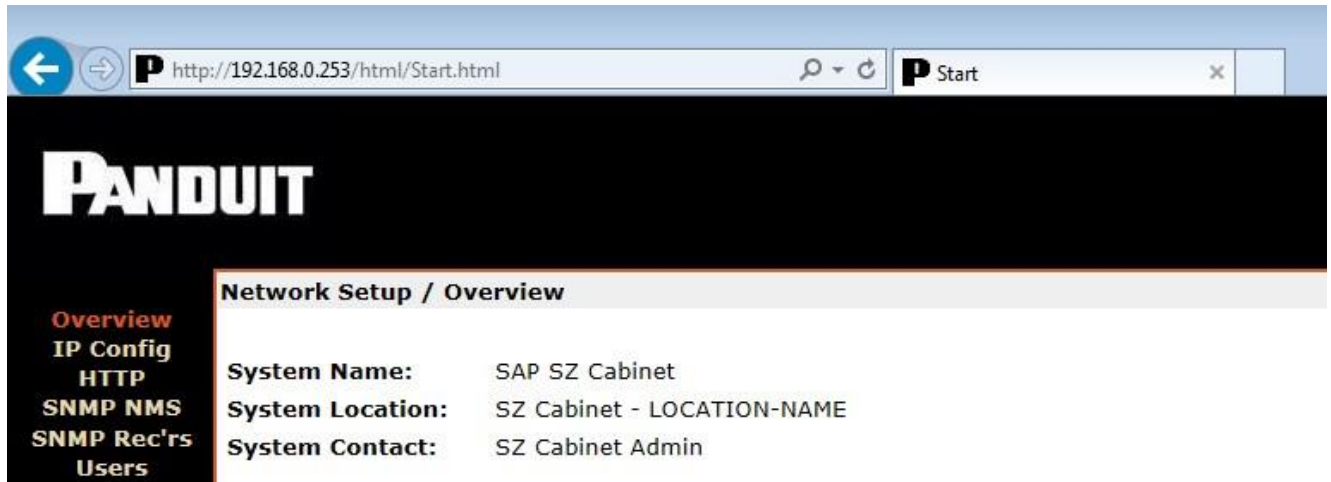 http://192.168.0.253/html/Start.html
Start
PANDUIT
Network Setup / Overview
Overview
IP Config
HTTP
SNMP NMS
SNMP Rec'rs
Users
System Name: SAP SZ Cabinet
System Location: SZ Cabinet - LOCATION-NAME
System Contact: SZ Cabinet Admin